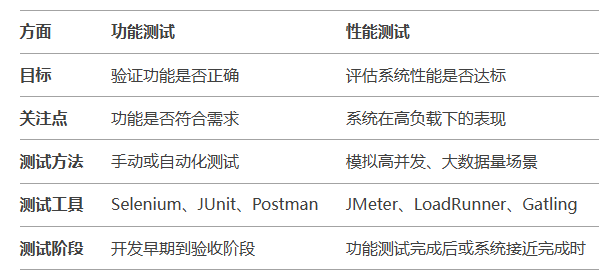 方面 功能测试 性能测试
目标 验证功能是否正确 评估系统性能是否达标
关注点 功能是否符合需求 系统在高负载下的表现
测试方法 手动或自动化测试 模拟高并发、大数据量场景
测试工具 Selenium、JUnit、Postman JMeter、LoadRunner、Gatling
测试阶段 开发早期到验收阶段 功能测试完成后或系统接近完成时